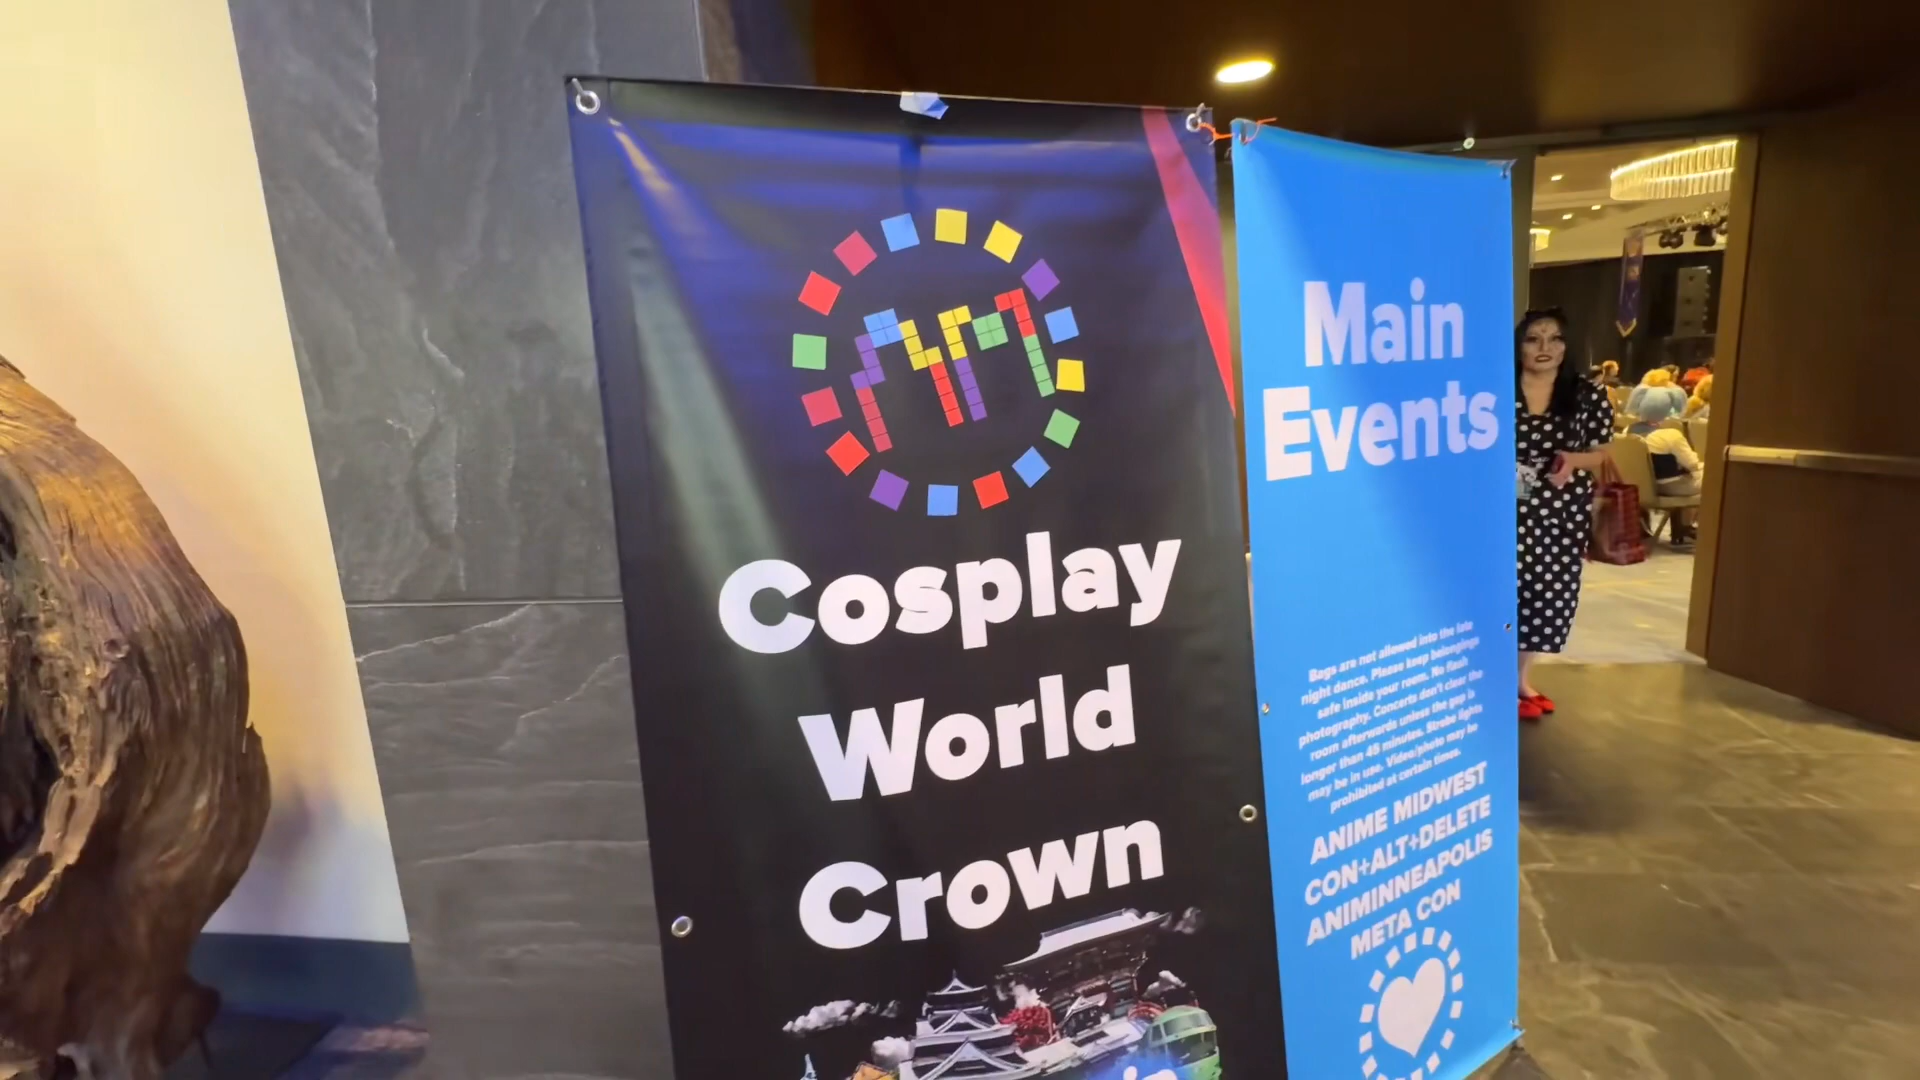 Cosplay
World
Crown
Main
Events
Bags are not allowed into the late
night dance. Please keep belongings
safe inside your room. No flash
photography. Concerts don't clear the
room afterwards unless the gap is
longer than 45 minutes. Strobe lights
may be in use. Video/photo may be
prohibited at certain times.
ANIME MIDWEST
CON+ALT+DELETE
ANIMINNEAPOLIS
META CON